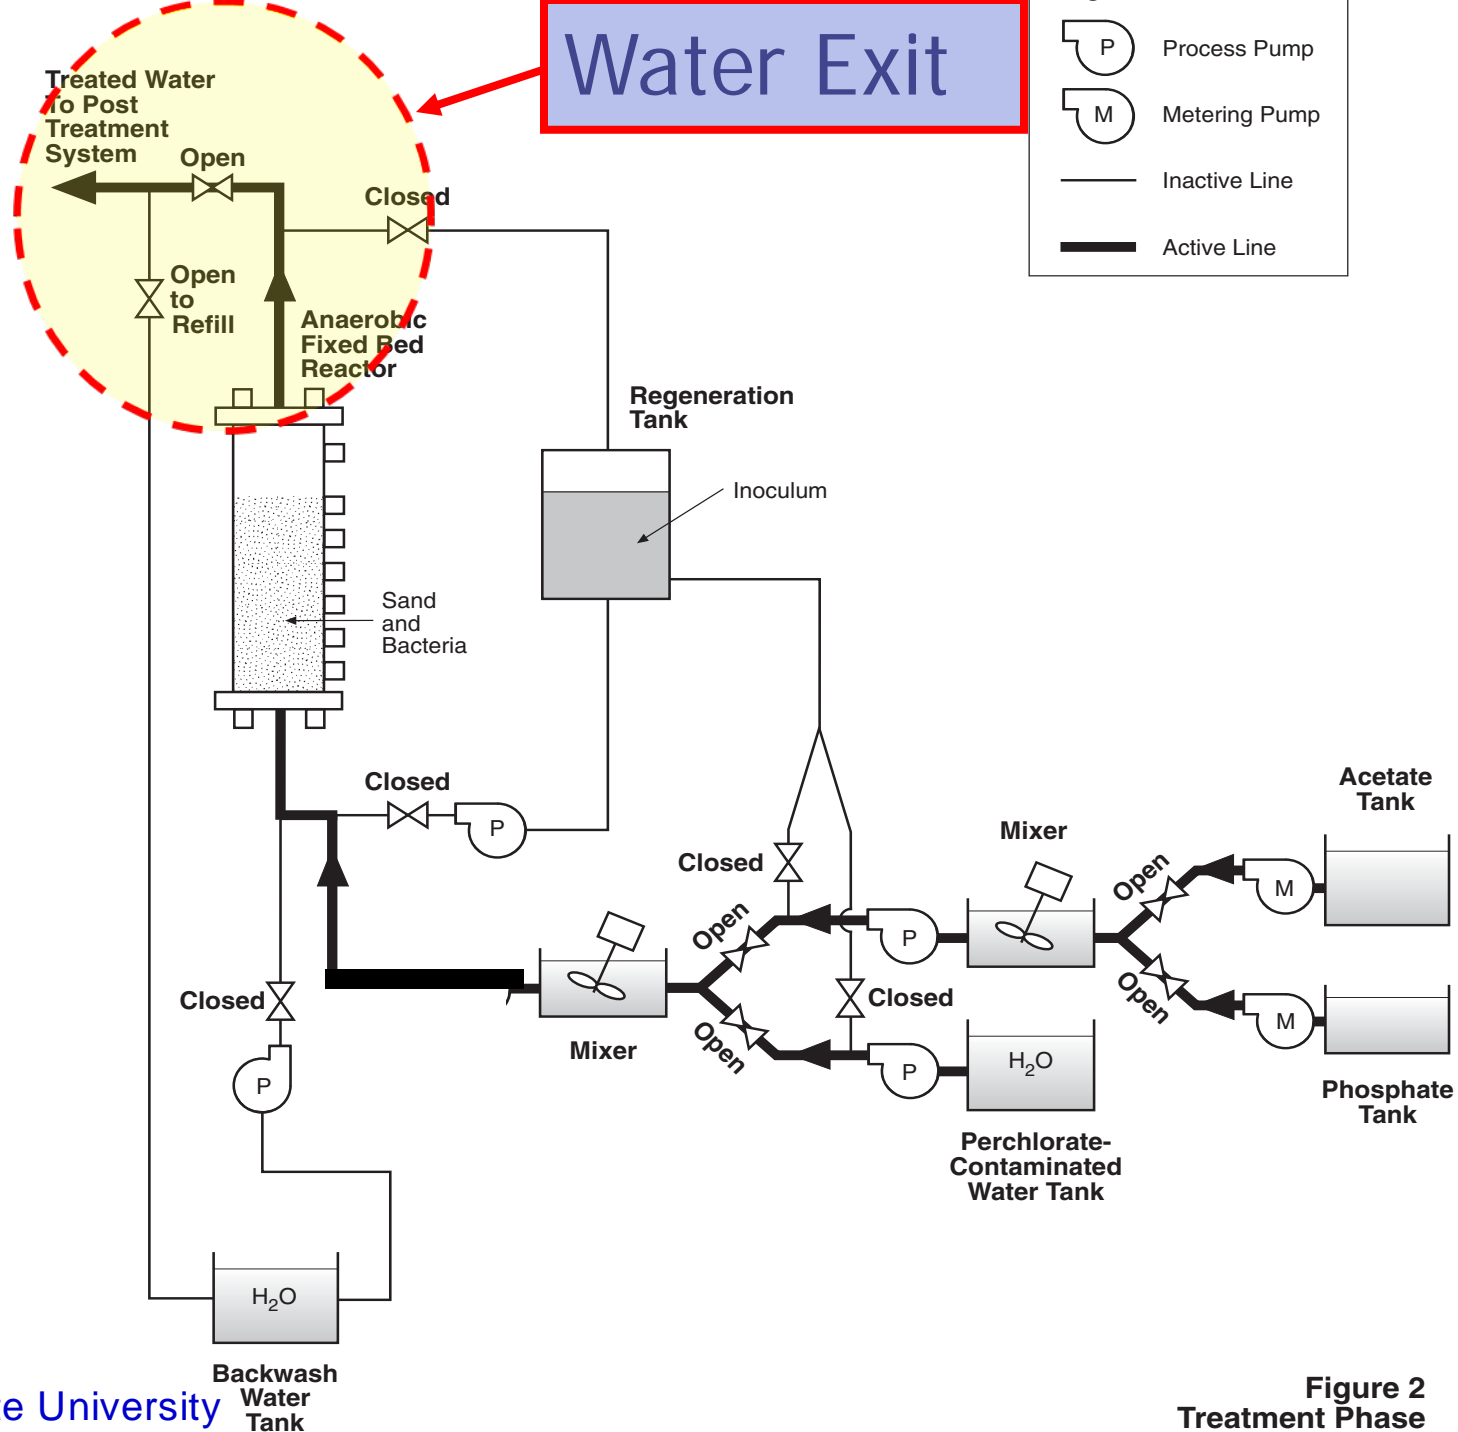 Water Exit
Process Pump
P
Metering Pump
M
Inactive Line
Active Line
Treated Water
To Post
Treatment
System
Open
Closed
Open
to
Refill
Anaerobic
Fixed Bed
Reactor
Regeneration
Tank
Inoculum
Sand
and
Bacteria
Closed
P
Closed
Mixer
Acetate
Tank
Open
M
Open
P
Closed
Open
M
Closed
Mixer
Open
P
H₂O
Phosphate
Tank
P
Perchlorate-
Contaminated
Water Tank
H₂O
Backwash
Water
Tank
University
Figure 2
Treatment Phase